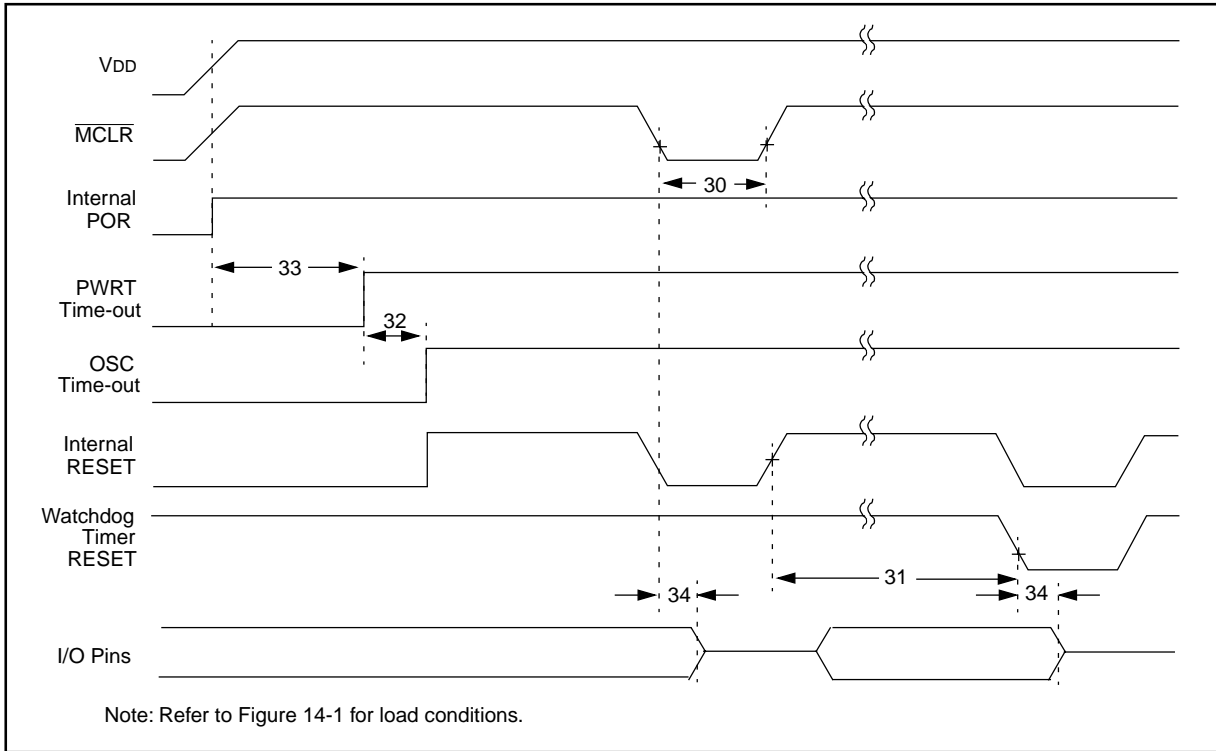 VDD
MCLR
30
Internal
POR
33
PWRT
Time-out
32
OSC
Time-out
Internal
RESET
Watchdog
Timer
RESET
31
34
34
I/O Pins
Note: Refer to Figure 14-1 for load conditions.